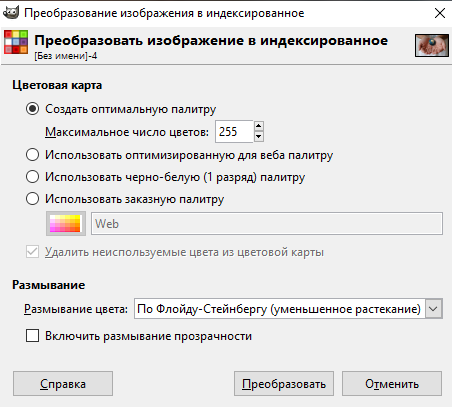 Преобразование изображения в индексированное
Преобразовать изображение в индексированное
[Без имени]-4
Цветовая карта
Создать оптимальную палитру
Максимальное число цветов: 255
Использовать оптимизированную для веба палитру
Использовать черно-белую (1 разряд) палитру
Использовать заказную палитру
Web
Удалить неиспользуемые цвета из цветовой карты
Размывание
Размывание цвета: По Флойду-Стейнбергу (уменьшенное растекание)
Включить размывание прозрачности
Справка Преобразовать Отменить